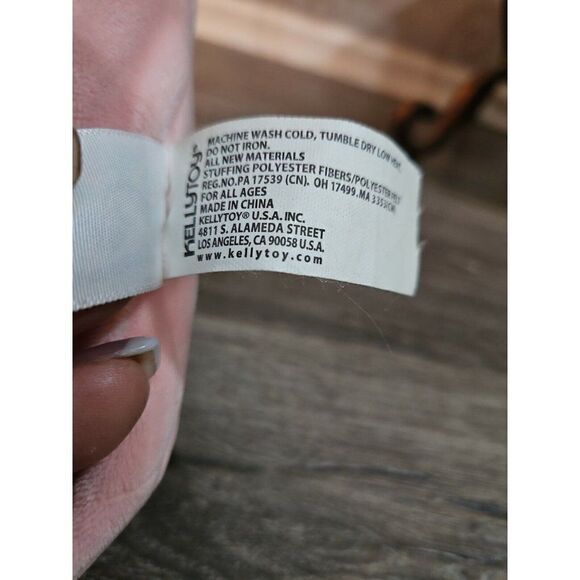 KELLYTOY®
MACHINE WASH COLD, TUMBLE DRY LOW
DO NOT IRON.
ALL NEW MATERIALS
STUFFING POLYESTER FIBERS/POLYESTER
REG.NO.PA 17539 (CN). OH 17499.MA
FOR ALL AGES
MADE IN CHINA
KELLYTOY® U.S.A. INC.
4811 S. ALAMEDA STREET
LOS ANGELES, CA 90058 U.S.A.
www.kellytoy.com